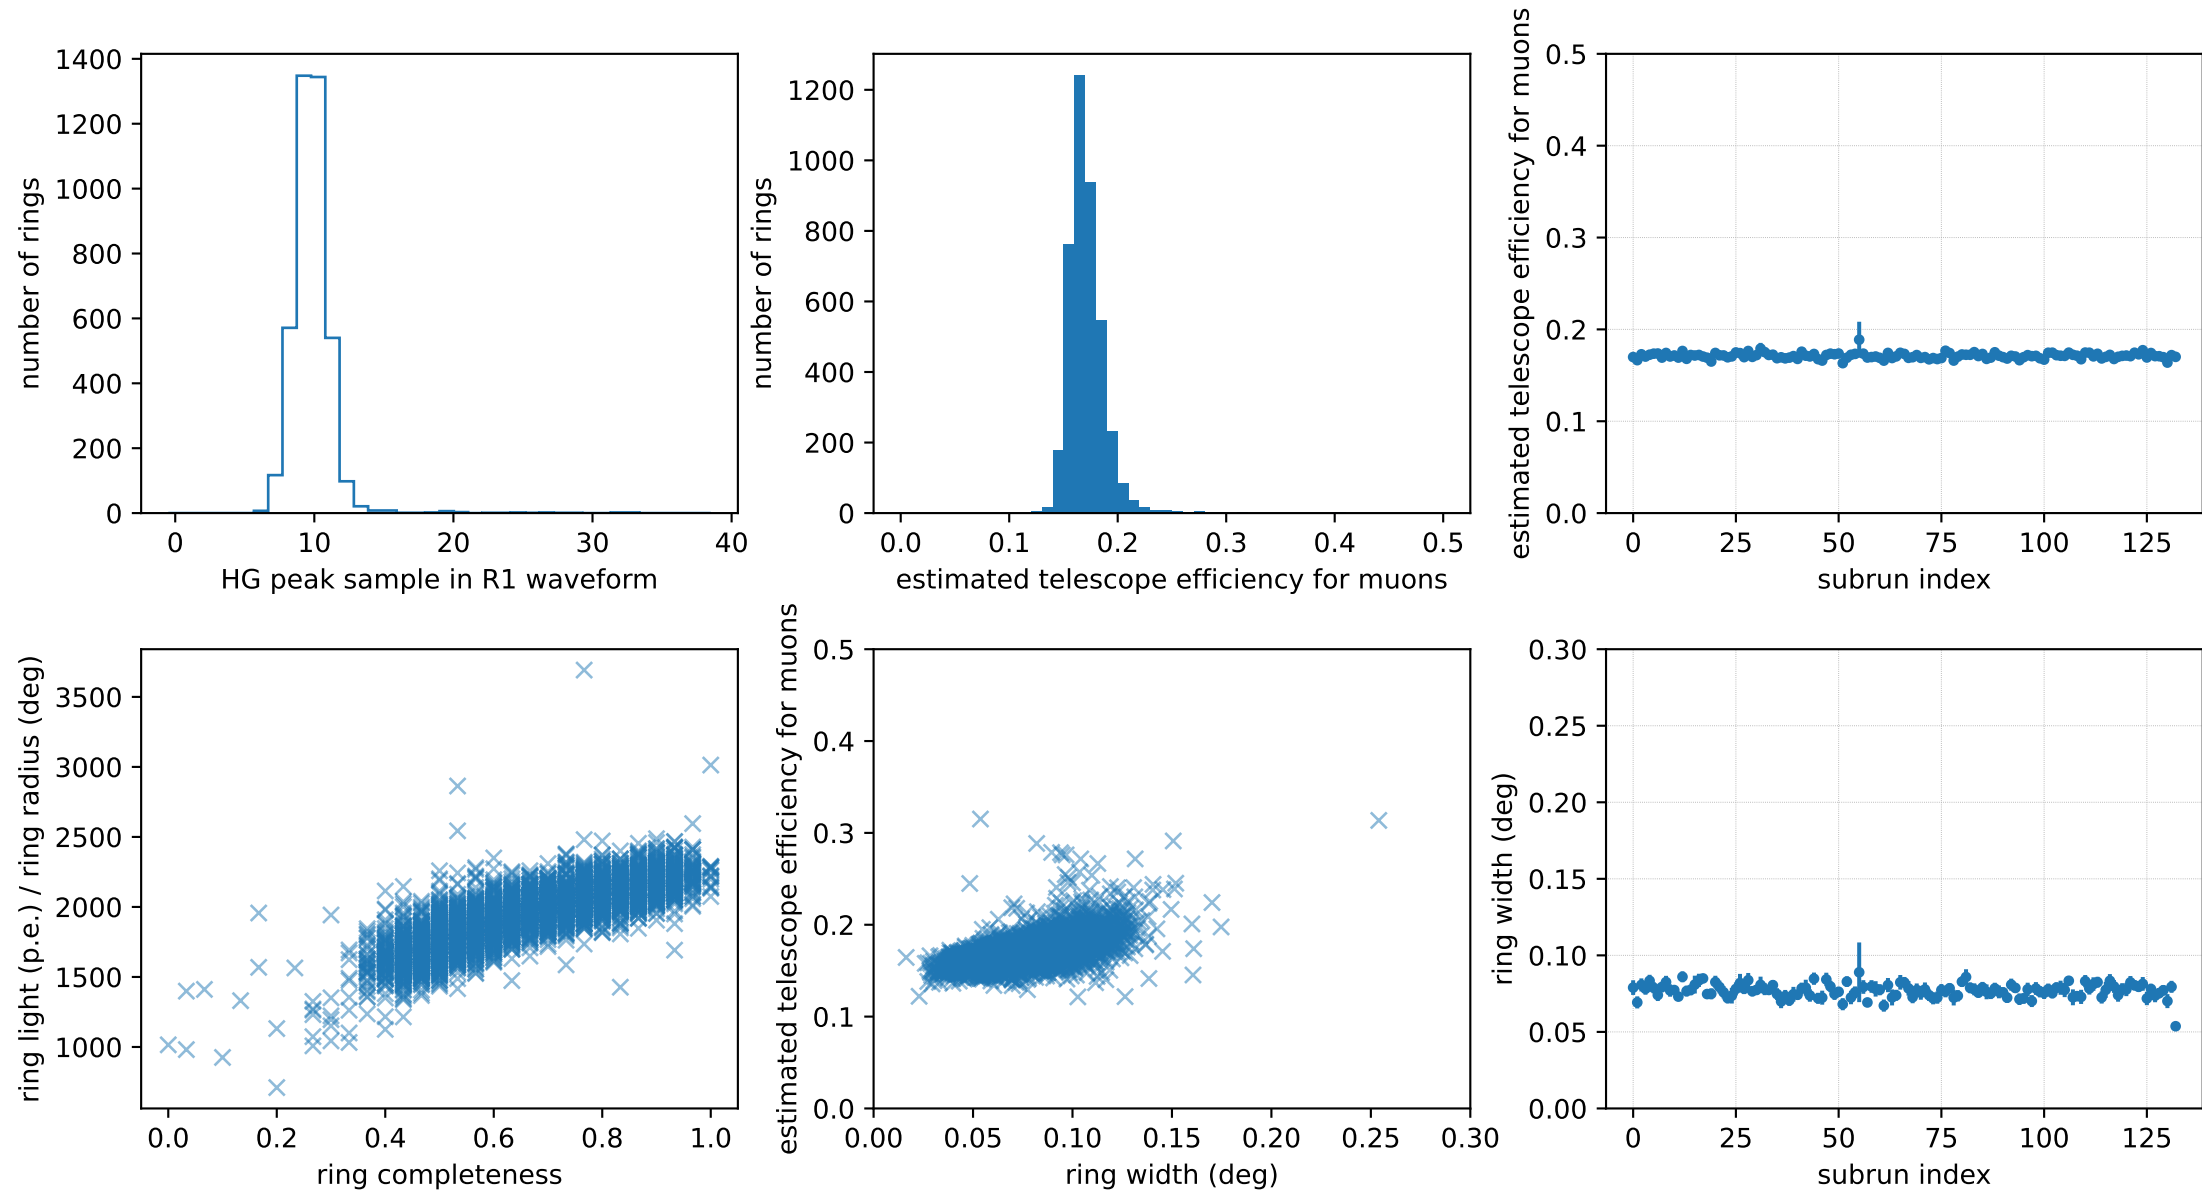 number of rings
1400
1200
1000
800
600
400
200
0
0 10 20 30 40
HG peak sample in R1 waveform
number of rings
1200
1000
800
600
400
200
0
0.0 0.1 0.2 0.3 0.4 0.5
estimated telescope efficiency for muons
estimated telescope efficiency for muons
0.5
0.4
0.3
0.2
0.1
0.0
0 25 50 75 100 125
subrun index
ring light (p.e.) / ring radius (deg)
3500
3000
2500
2000
1500
1000
0.0 0.2 0.4 0.6 0.8 1.0
ring completeness
estimated telescope efficiency for muons
0.5
0.4
0.3
0.2
0.1
0.0
0.00 0.05 0.10 0.15 0.20 0.25 0.30
ring width (deg)
ring width (deg)
0.30
0.25
0.20
0.15
0.10
0.05
0.00
0 25 50 75 100 125
subrun index